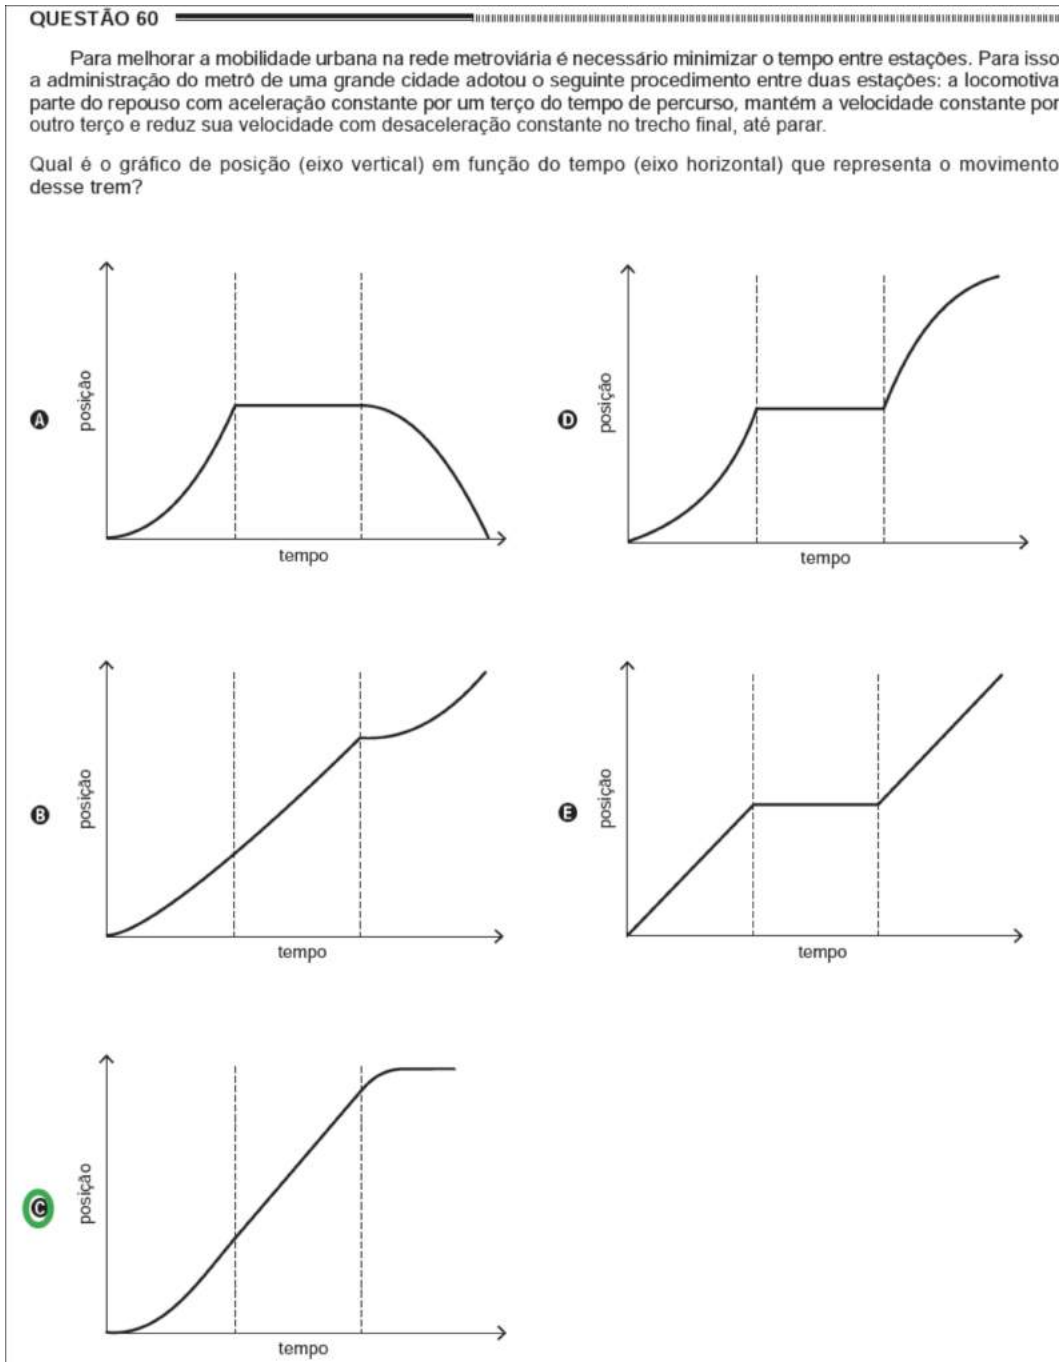 QUESTÃO 60
Para melhorar a mobilidade urbana na rede metroviária é necessário minimizar o tempo entre estações. Para isso
a administração do metrô de uma grande cidade adotou o seguinte procedimento entre duas estações: a locomotiva
parte do repouso com aceleração constante por um terço do tempo de percurso, mantém a velocidade constante por
outro terço e reduz sua velocidade com desaceleração constante no trecho final, até parar.
Qual é o gráfico de posição (eixo vertical) em função do tempo (eixo horizontal) que representa o movimento
desse trem?
A
posição
tempo
D
posição
tempo
B
posição
tempo
E
posição
tempo
C
posição
tempo